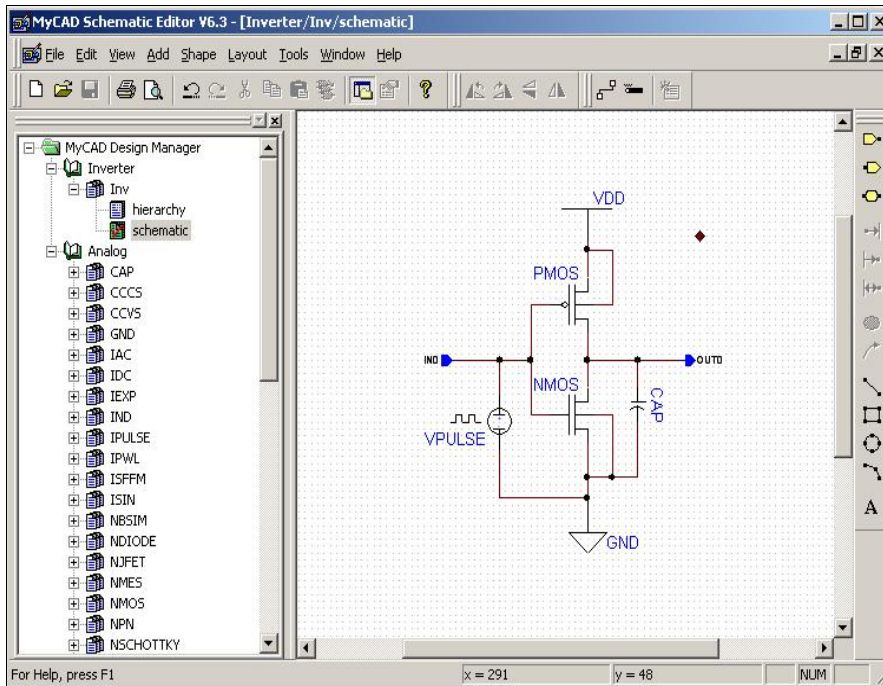 MyCAD Schematic Editor V6.3 - [Inverter/Inv/schematic]
File Edit View Add Shape Layout Tools Window Help
MyCAD Design Manager
Inverter
Inv
hierarchy
schematic
Analog
CAP
CCCS
CCVS
GND
IAC
IDC
IEXP
IND
IPULSE
IPWL
ISFFM
ISIN
NBSIM
NDIODE
NJFET
NMES
NMOS
NPN
NSCHOTTKY
VDD
PMOS
IN0
OUT0
NMOS
CAP
VPULSE
GND
A
For Help, press F1
x = 291
y = 48
NUM